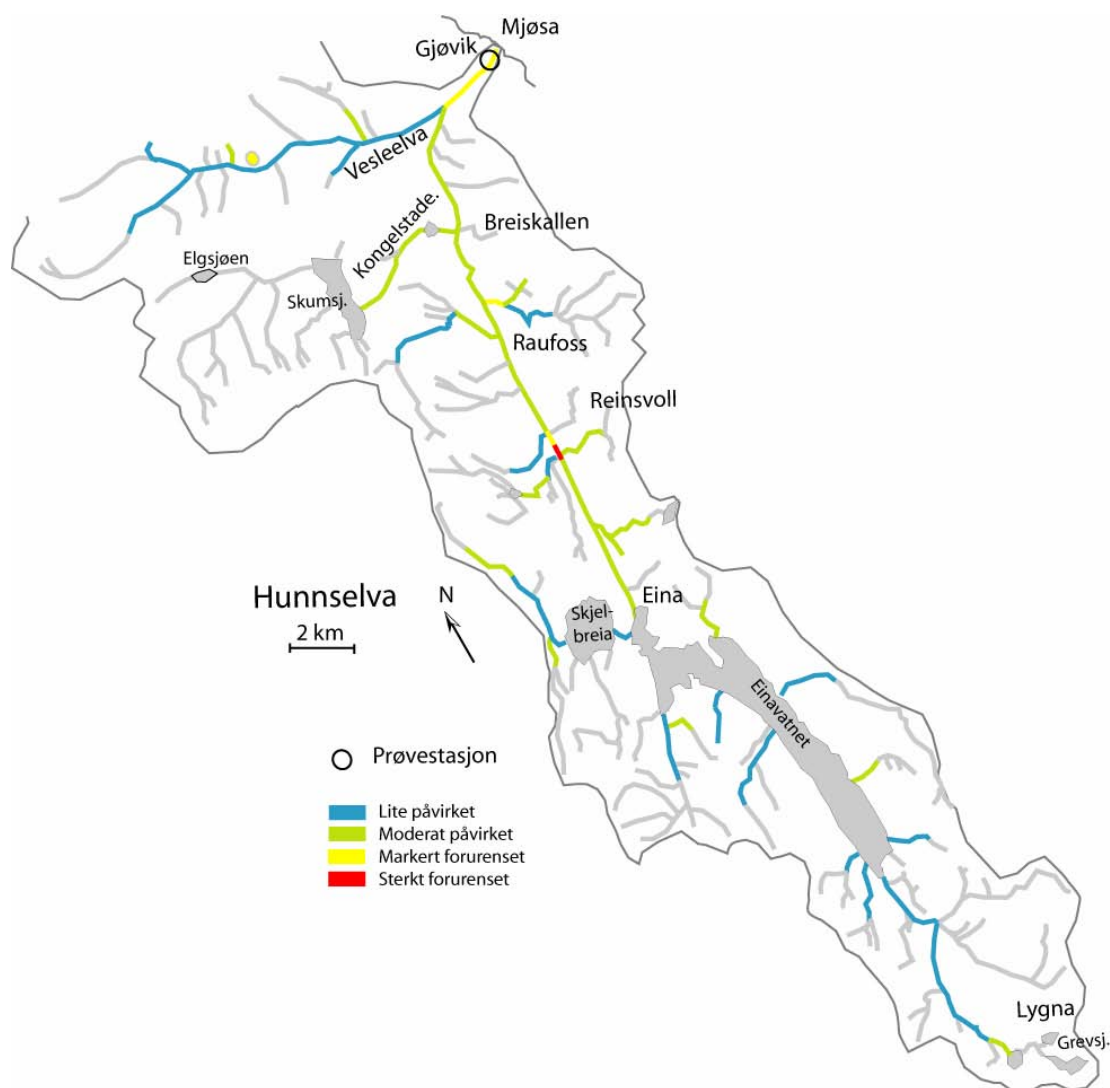 Mjøsa
Gjøvik
Vesleelva
Kongelstade.
Breiskallen
Elgsjøen
Skumsj.
Raufoss
Reinsvoll
Hunnselva
2 km
N
Eina
Skjel-
breia
Einavatnet
Prøvestasjon
Lite påvirket
Moderat påvirket
Markert forurenset
Sterkt forurenset
Lygna
Grevsj.